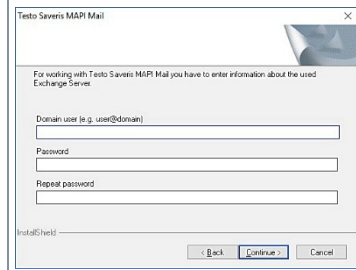 Testo Saveris MAPI Mail
For working with Testo Saveris MAPI Mail you have to enter information about the used
Exchange Server.
Domain user (e.g. user@domain)
Password
Repeat password
InstallShield
< Back
Continue >
Cancel